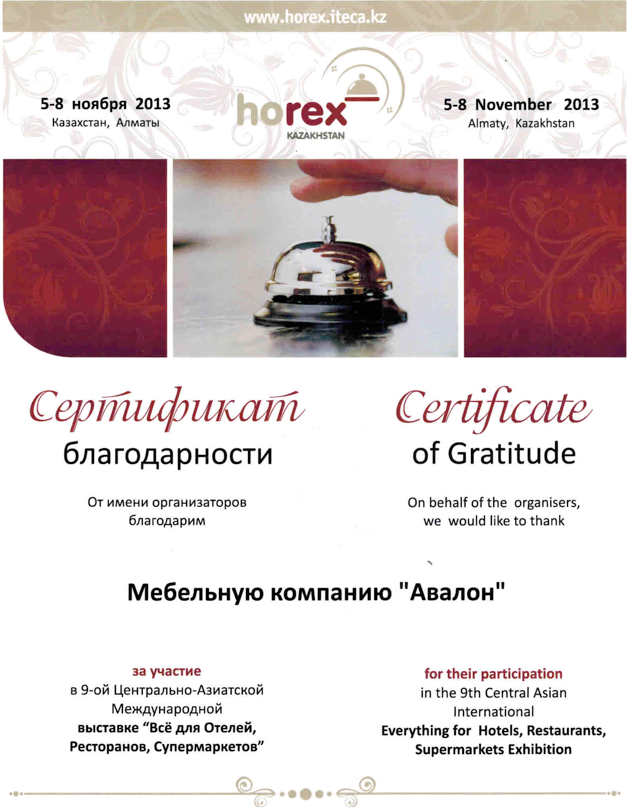 www.horex.iteca.kz
5-8 ноября 2013
Казахстан, Алматы
horex
KAZAKHSTAN
5-8 November 2013
Almaty, Kazakhstan
Сертификат
благодарности
Certificate
of Gratitude
От имени организаторов
благодарим
On behalf of the organisers,
we would like to thank
Мебельную компанию "Авалон"
за участие
в 9-ой Центрально-Азиатской
Международной
выставке “Всё для Отелей,
Ресторанов, Супермаркетов”
for their participation
in the 9th Central Asian
International
Everything for Hotels, Restaurants,
Supermarkets Exhibition